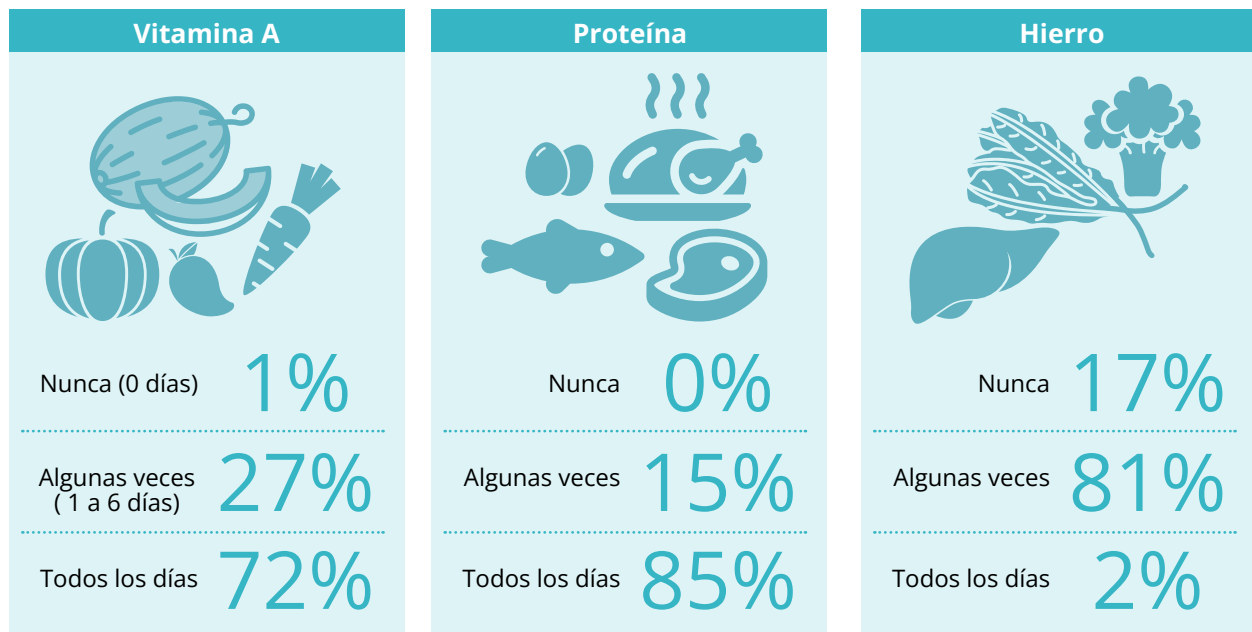 Vitamina A
Nunca (0 días) 1%
Algunas veces
( 1 a 6 días) 27%
Todos los días 72%
Proteína
Nunca 0%
Algunas veces 15%
Todos los días 85%
Hierro
Nunca 17%
Algunas veces 81%
Todos los días 2%